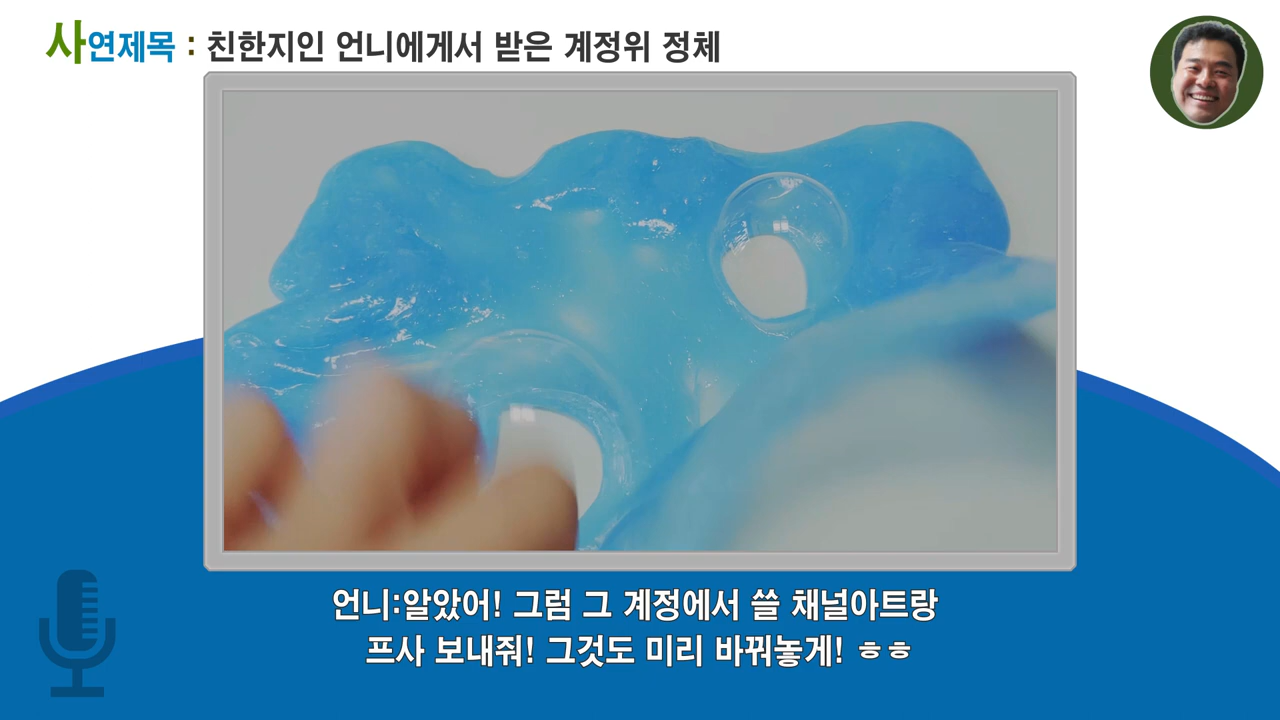 사연제목 : 친한지인 언니에게서 받은 계정위 정체
언니:알았어! 그럼 그 계정에서 쓸 채널아트랑
프사 보내줘! 그것도 미리 바꿔놓게! ㅎㅎ